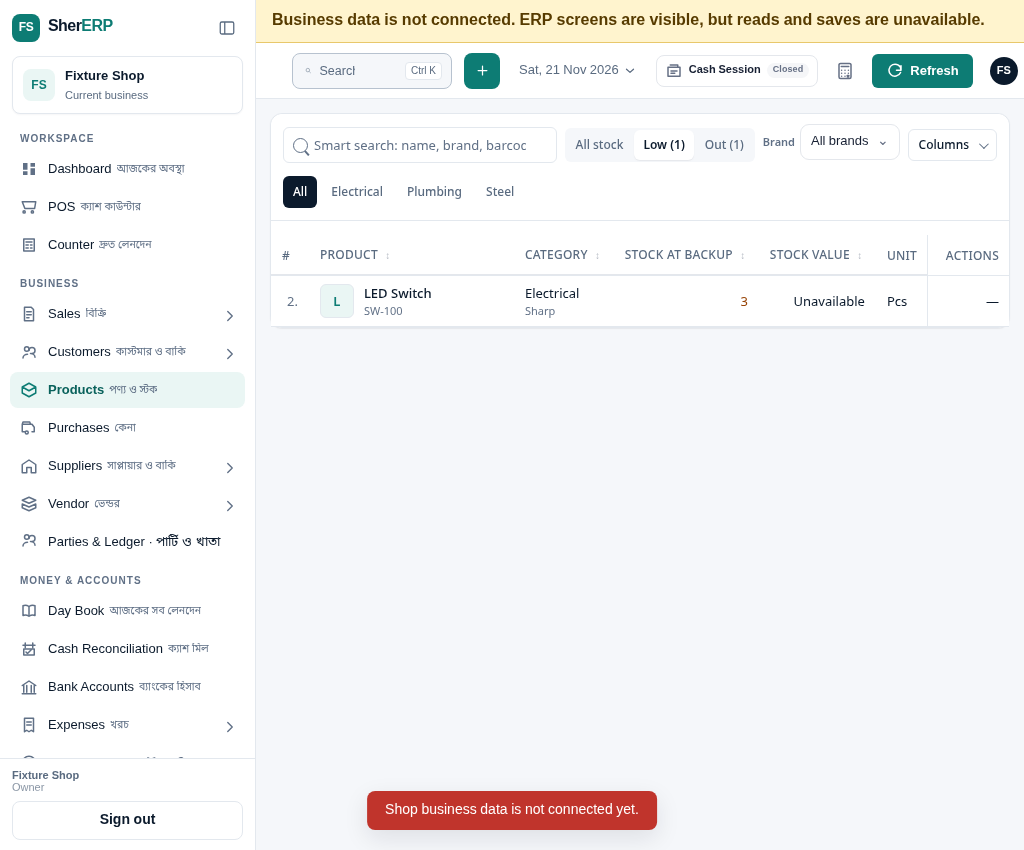 Business data is not connected. ERP screens are visible, but reads and saves are unavailable.
FS SherERP
FS Fixture Shop
Current business
WORKSPACE
Dashboard আজকের অবস্থা
POS ক্যাশ কাউন্টার
Counter দ্রুত লেনদেন
BUSINESS
Sales বিক্রি
Customers কাস্টমার ও বাকি
Products পণ্য ও স্টক
Purchases কেনা
Suppliers সাপ্লায়ার ও বাকি
Vendor ভেন্ডর
Parties & Ledger · পার্টি ও খাতা
MONEY & ACCOUNTS
Day Book আজকের সব লেনদেন
Cash Reconciliation ক্যাশ মিল
Bank Accounts ব্যাংকের হিসাব
Expenses খরচ
Fixture Shop
Owner
Sign out
Search Ctrl K + Sat, 21 Nov 2026 Cash Session Closed Refresh FS
Smart search: name, brand, barcoc All stock Low (1) Out (1) Brand All brands Columns
All Electrical Plumbing Steel
# PRODUCT ↕ CATEGORY ↕ STOCK AT BACKUP ↕ STOCK VALUE ↕ UNIT ACTIONS
2. L LED Switch Electrical 3 Unavailable Pcs —
SW-100 Sharp
Shop business data is not connected yet.